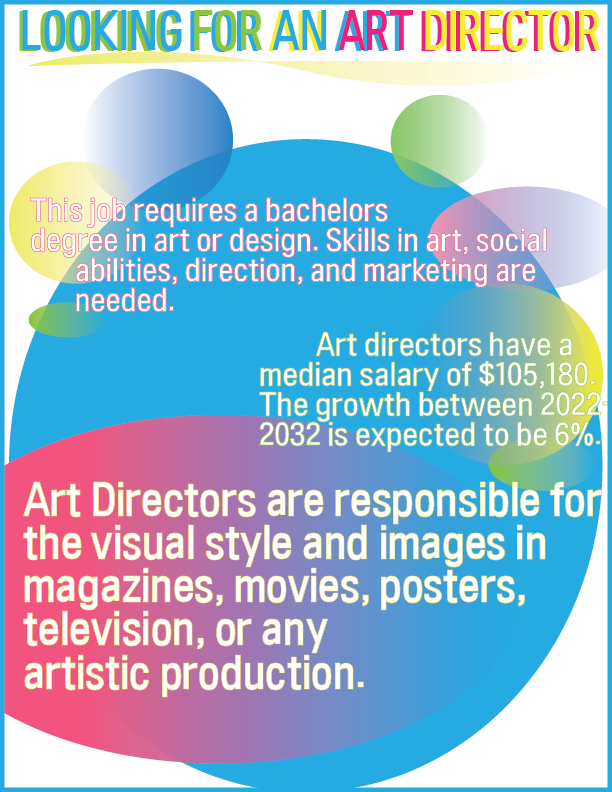 LOOKING FOR AN ART DIRECTOR
This job requires a bachelors
degree in art or design. Skills in art, social
abilities, direction, and marketing are
needed.
Art directors have a
median salary of $105,180.
The growth between 2022-
2032 is expected to be 6%.
Art Directors are responsible for
the visual style and images in
magazines, movies, posters,
television, or any
artistic production.